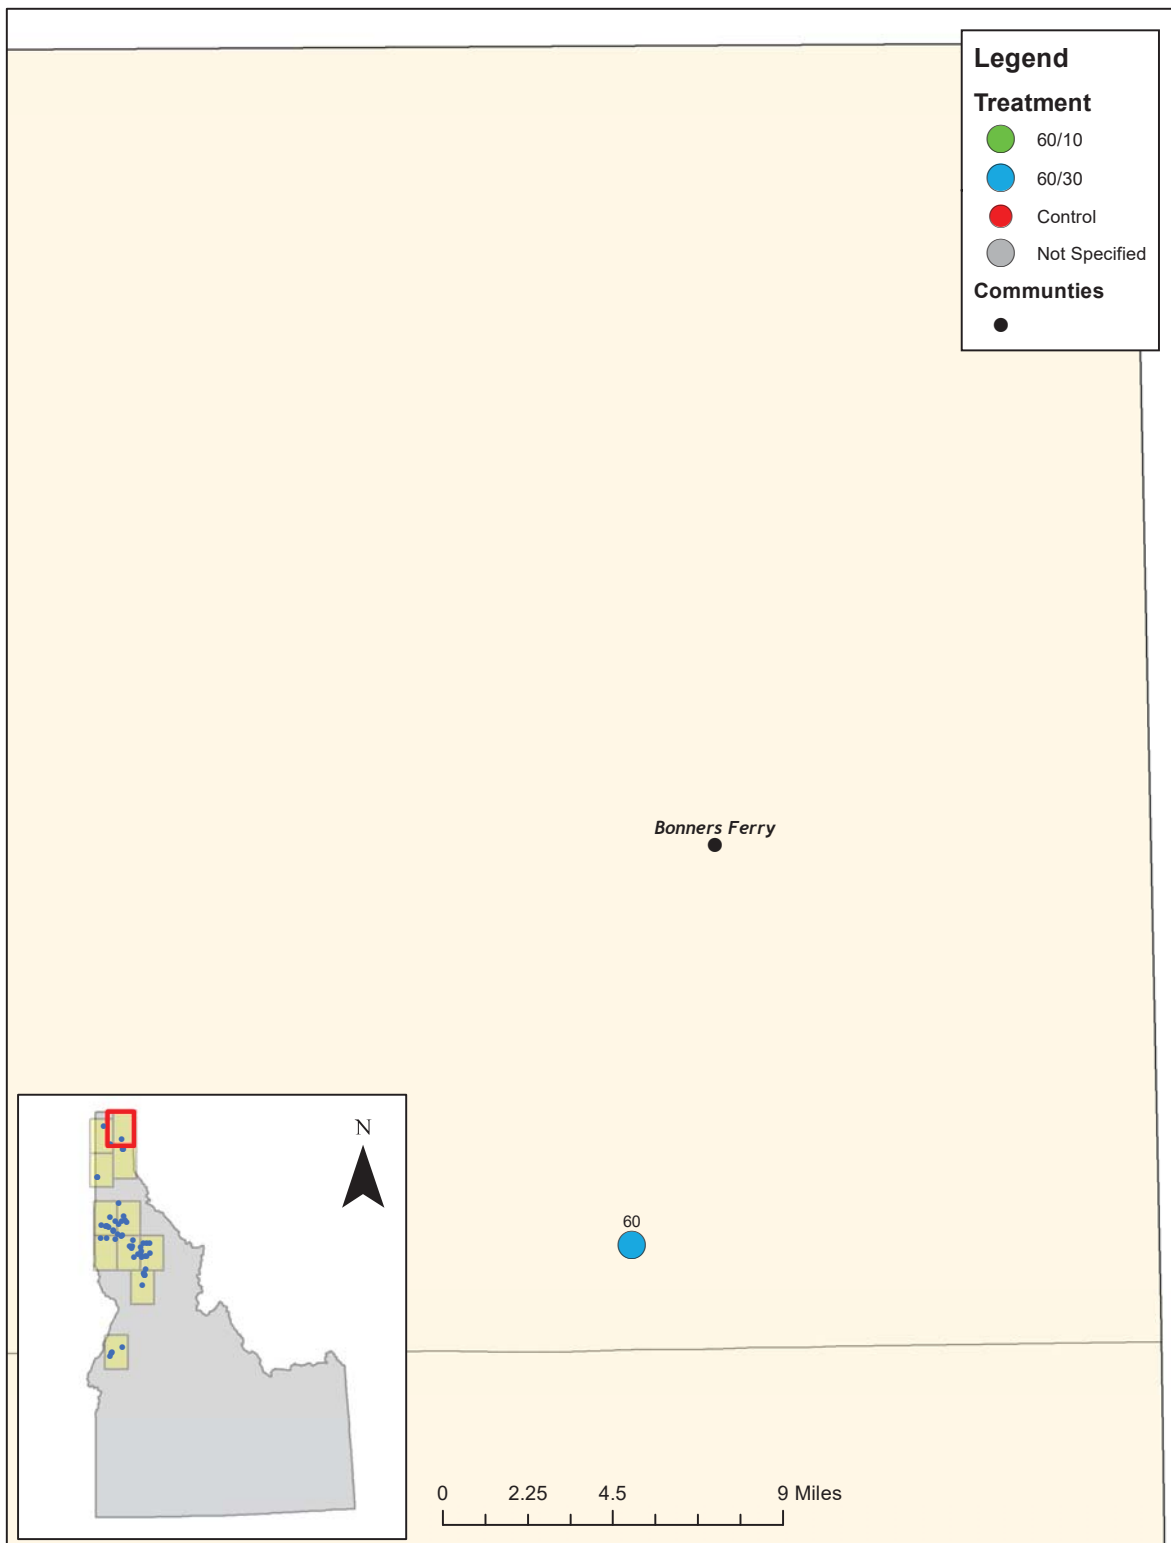 Legend
Treatment
60/10
60/30
Control
Not Specified
Communties
Bonners Ferry
N
60
0 2.25 4.5 9 Miles